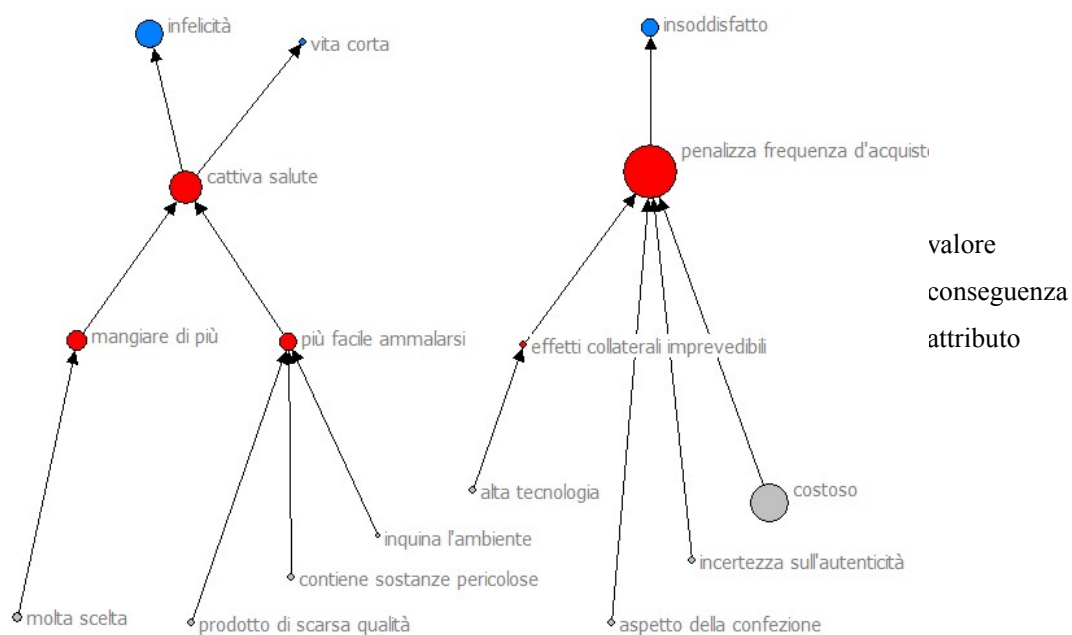 infelicità
vita corta
insoddisfatto
penalizza frequenza d'acquisto
cattiva salute
valore
conseguenza
attributo
mangiare di più
più facile ammalarsi
effetti collaterali imprevedibili
alta tecnologia
costoso
inquina l'ambiente
incertezza sull'autenticità
contiene sostanze pericolose
molta scelta
prodotto di scarsa qualità
aspetto della confezione